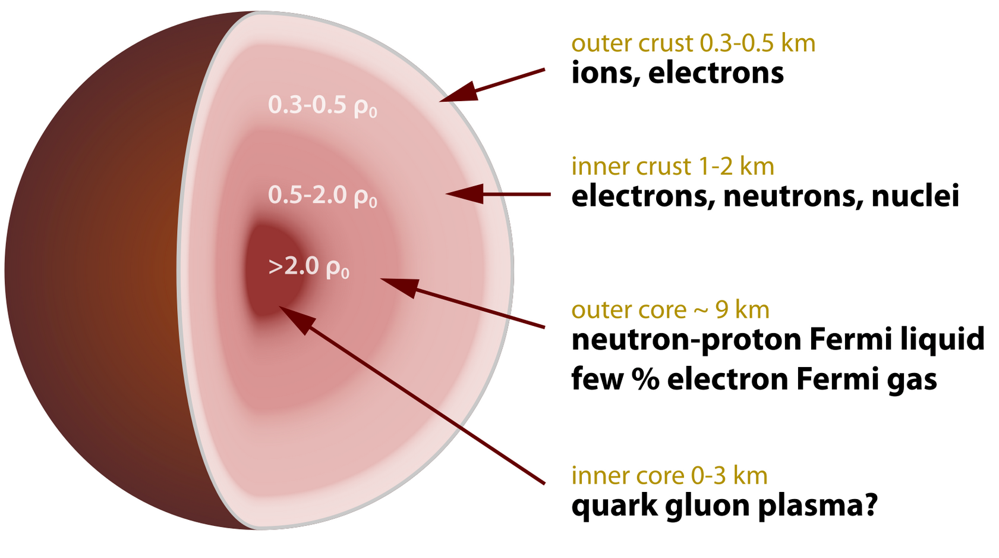 outer crust 0.3-0.5 km
ions, electrons
0.3-0.5 ρ₀
inner crust 1-2 km
electrons, neutrons, nuclei
0.5-2.0 ρ₀
>2.0 ρ₀
outer core ~ 9 km
neutron-proton Fermi liquid
few % electron Fermi gas
inner core 0-3 km
quark gluon plasma?